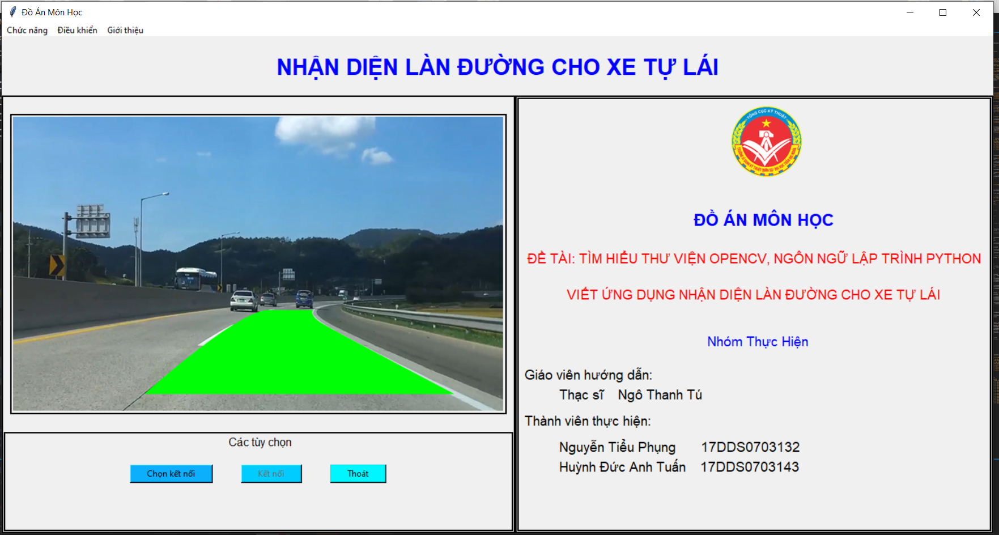 Đồ Án Môn Học
Chức năng Điều khiển Giới thiệu
NHẬN DIỆN LÀN ĐƯỜNG CHO XE TỰ LÁI
Các tùy chọn
Chọn kết nối Kết nối Thoát
TỔNG CỤC KỸ THUẬT
ĐỒ ÁN MÔN HỌC
ĐỀ TÀI: TÌM HIỂU THƯ VIỆN OPENCV, NGÔN NGỮ LẬP TRÌNH PYTHON
VIẾT ỨNG DỤNG NHẬN DIỆN LÀN ĐƯỜNG CHO XE TỰ LÁI
Nhóm Thực Hiện
Giáo viên hướng dẫn:
Thạc sĩ Ngô Thanh Tú
Thành viên thực hiện:
Nguyễn Tiểu Phụng 17DDS0703132
Huỳnh Đức Anh Tuấn 17DDS0703143